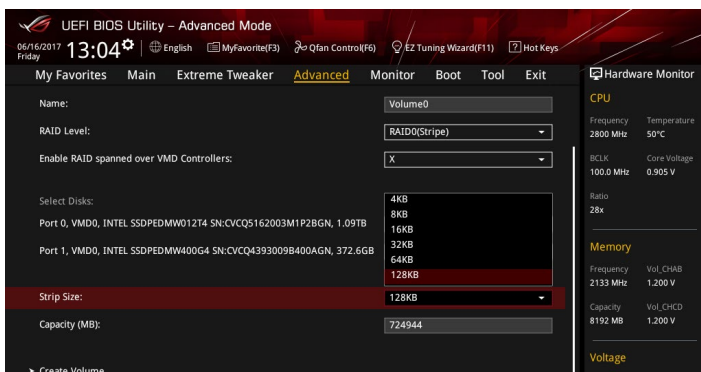 UEFI BIOS Utility – Advanced Mode
06/16/2017 Friday 13:04 English MyFavorite(F3) Qfan Control(F6) EZ Tuning Wizard(F11) Hot Keys
My Favorites Main Extreme Tweaker Advanced Monitor Boot Tool Exit
Name: Volume0
RAID Level: RAID0(Stripe)
Enable RAID spanned over VMD Controllers: X
Select Disks:
Port 0, VMD0, INTEL SSDPEDMW012T4 SN:CVCQ5162003M1P2BGN, 1.09TB
Port 1, VMD0, INTEL SSDPEDMW400G4 SN:CVCQ4393009B400AGN, 372.6GB
4KB
8KB
16KB
32KB
64KB
128KB
Strip Size: 128KB
Capacity (MB): 724944
Create Volume
Hardware Monitor
CPU
Frequency Temperature
2800 MHz 50°C
BCLK Core Voltage
100.0 MHz 0.905 V
Ratio
28x
Memory
Frequency Vol_CHAB
2133 MHz 1.200 V
Capacity Vol_CHCD
8192 MB 1.200 V
Voltage